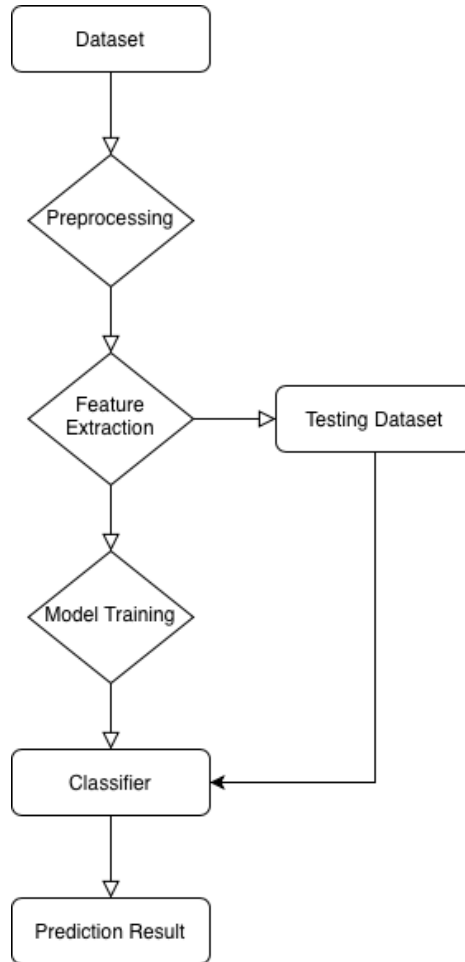 Dataset
Preprocessing
Feature
Extraction
Testing Dataset
Model Training
Classifier
Prediction Result